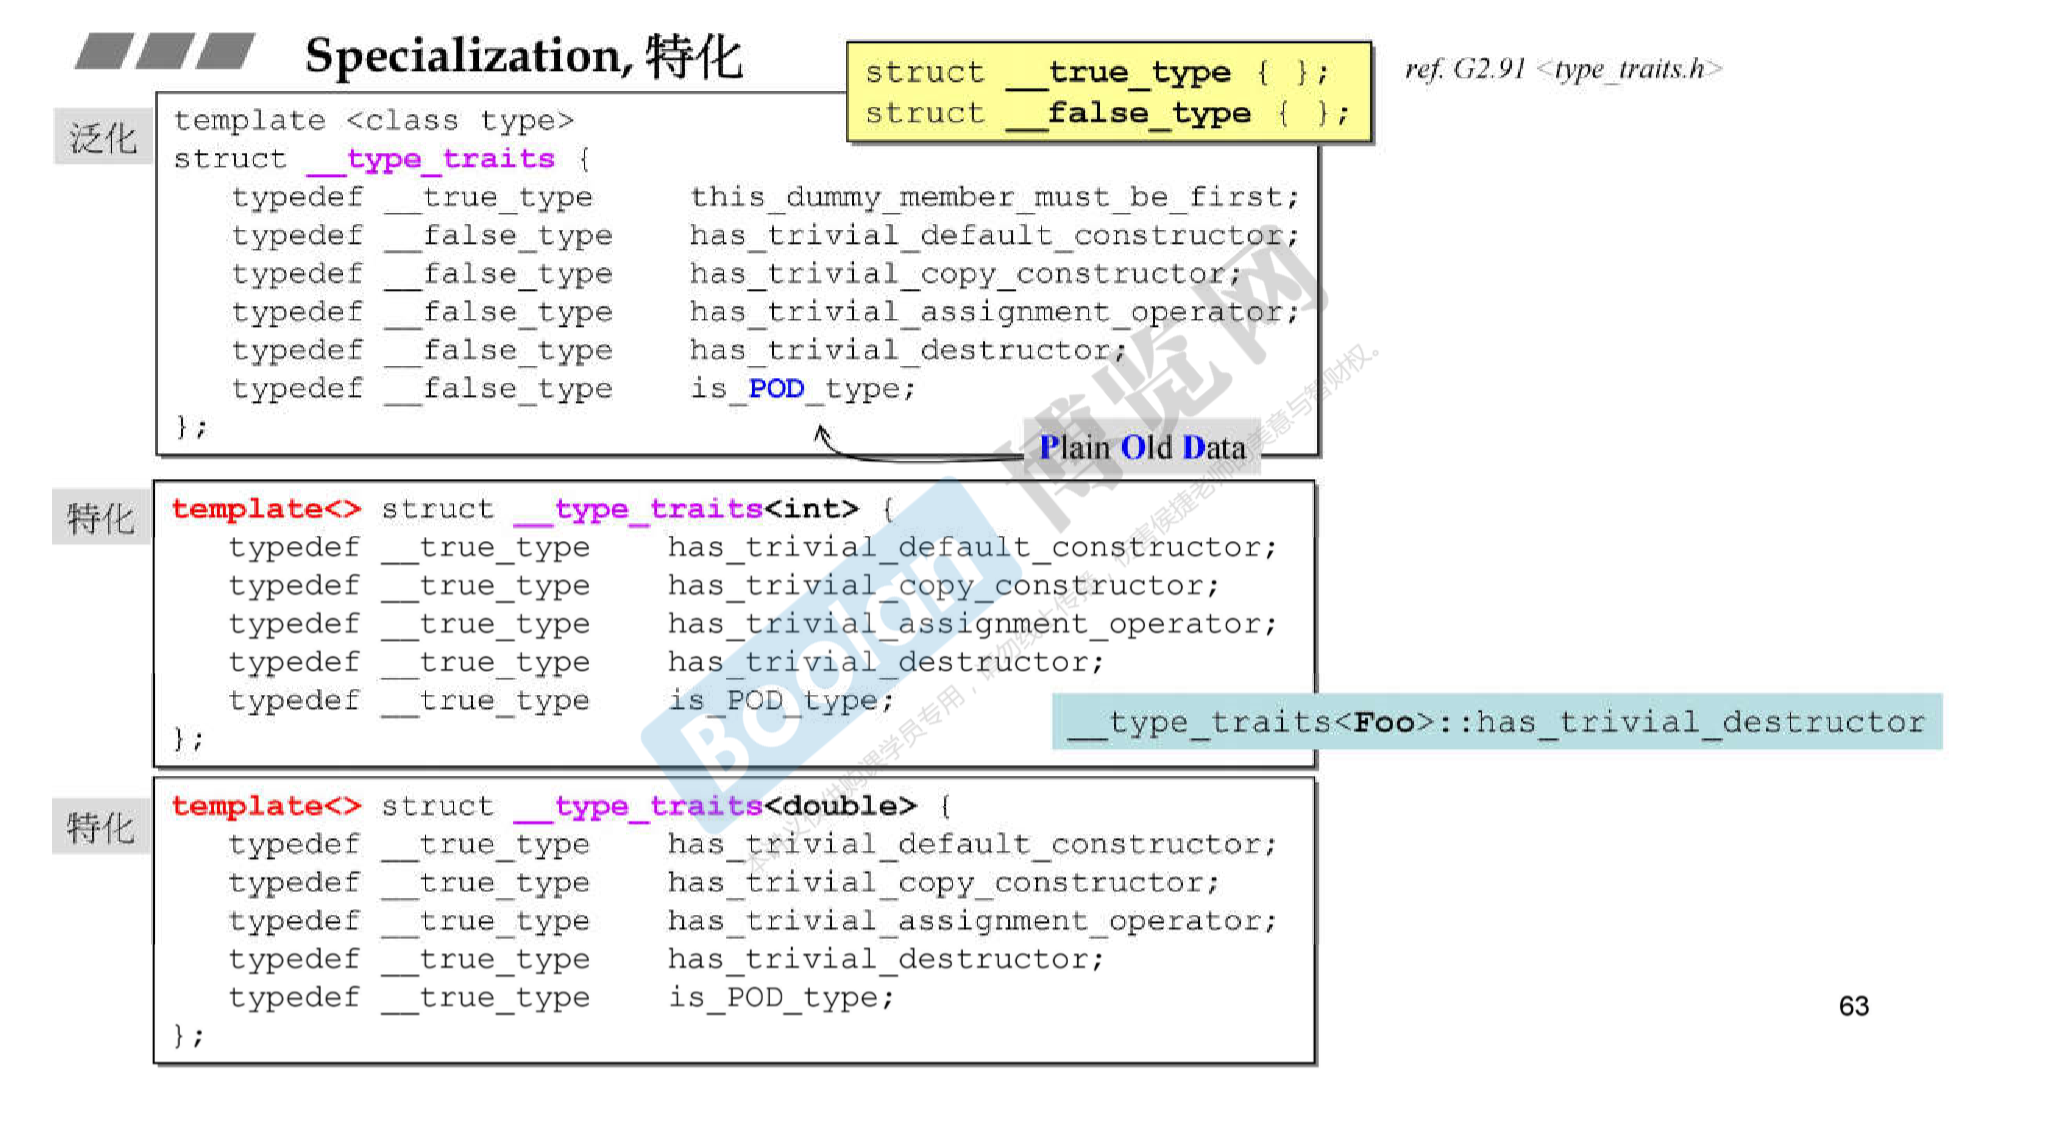 Specialization, 特化
struct __true_type { };
struct __false_type { };
ref. G2.91 <type_traits.h>
泛化
template <class type>
struct __type_traits {
typedef __true_type this_dummy_member_must_be_first;
typedef __false_type has_trivial_default_constructor;
typedef __false_type has_trivial_copy_constructor;
typedef __false_type has_trivial_assignment_operator;
typedef __false_type has_trivial_destructor;
typedef __false_type is_POD_type;
};
Plain Old Data
特化
template<> struct __type_traits<int> {
typedef __true_type has_trivial_default_constructor;
typedef __true_type has_trivial_copy_constructor;
typedef __true_type has_trivial_assignment_operator;
typedef __true_type has_trivial_destructor;
typedef __true_type is_POD_type;
};
__type_traits<Foo>::has_trivial_destructor
特化
template<> struct __type_traits<double> {
typedef __true_type has_trivial_default_constructor;
typedef __true_type has_trivial_copy_constructor;
typedef __true_type has_trivial_assignment_operator;
typedef __true_type has_trivial_destructor;
typedef __true_type is_POD_type;
};
63
Boolan 博览网